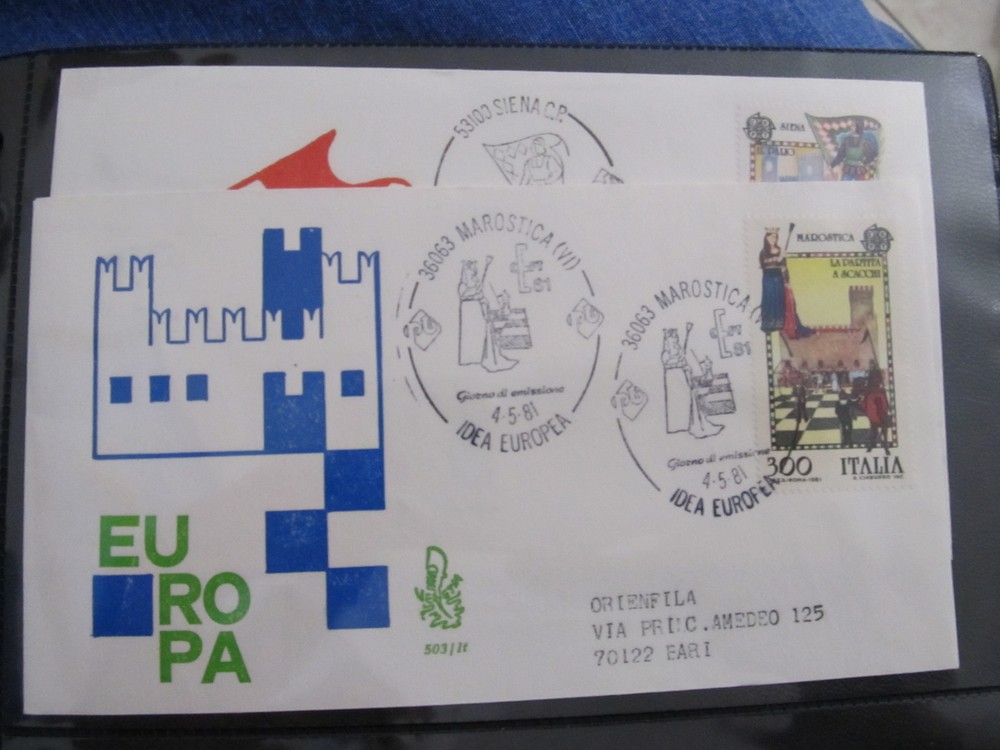 53100 SIENA C.P.
SIENA
IL PALIO
36063 MAROSTICA (VI)
Giorno di emissione
4-5-81
IDEA EUROPEA
36063 MAROSTICA (V
Giorno di emissione
4-5-81
IDEA EUROPEA
MAROSTICA
LA PARTITA
A SCACCHI
300 ITALIA
EU
RO
PA
503/It
ORIENFILA
VIA PRINC.AMEDEO 125
70122 BARI